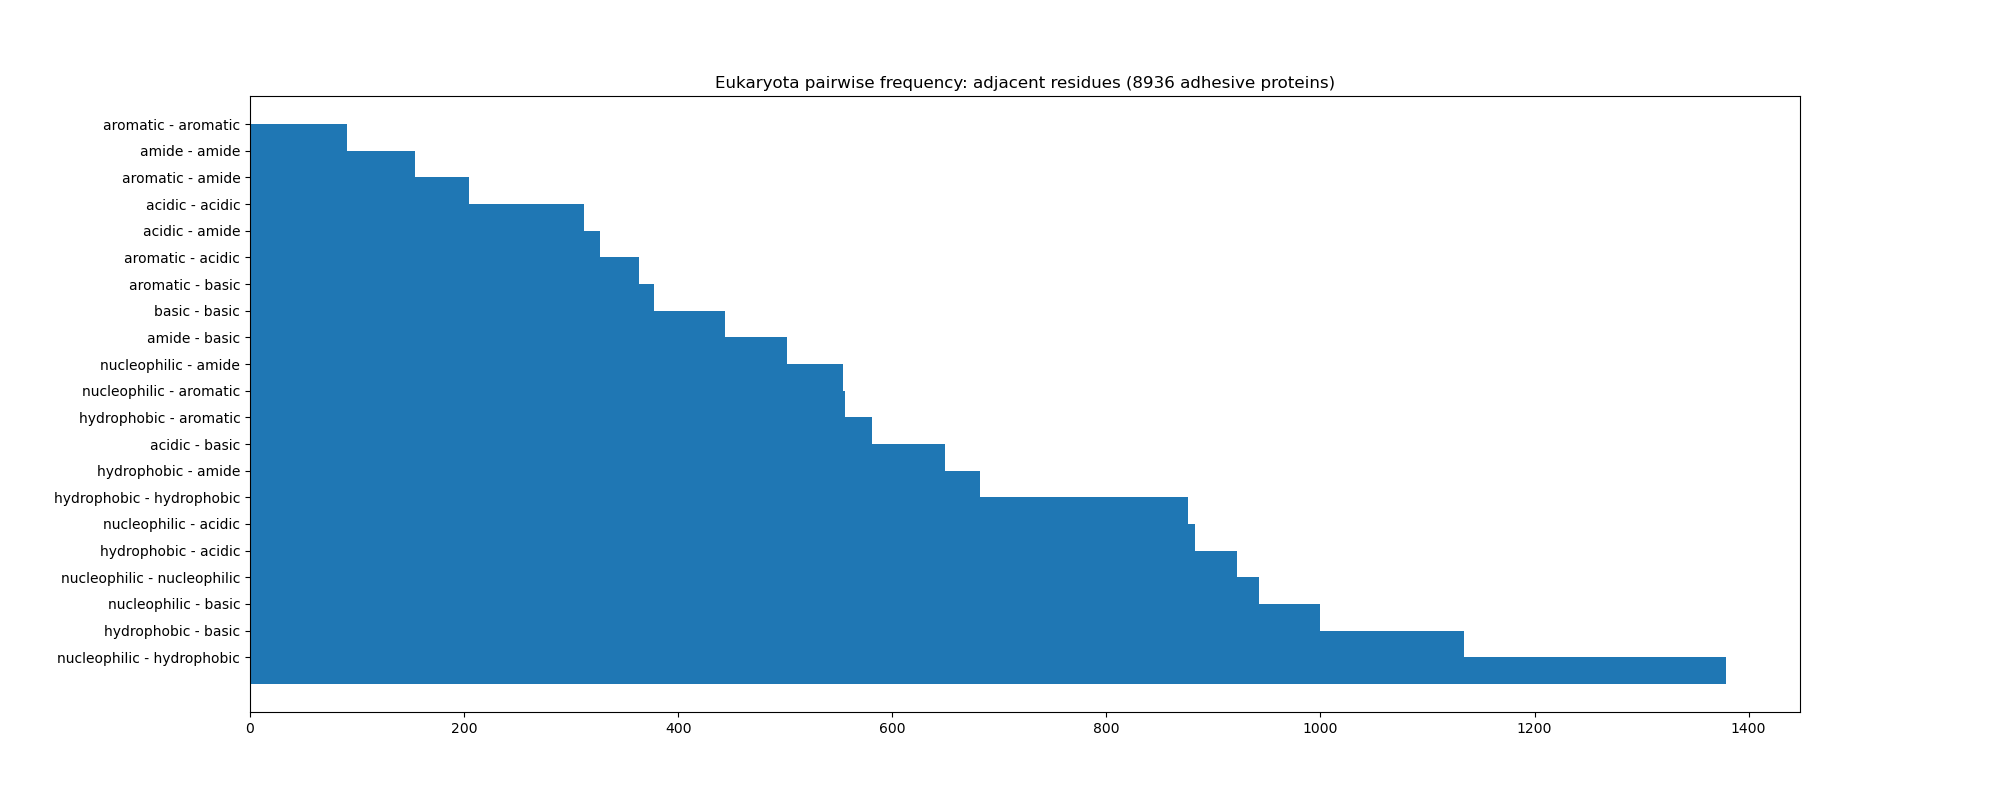 Eukaryota pairwise frequency: adjacent residues (8936 adhesive proteins)
aromatic - aromatic
amide - amide
aromatic - amide
acidic - acidic
acidic - amide
aromatic - acidic
aromatic - basic
basic - basic
amide - basic
nucleophilic - amide
nucleophilic - aromatic
hydrophobic - aromatic
acidic - basic
hydrophobic - amide
hydrophobic - hydrophobic
nucleophilic - acidic
hydrophobic - acidic
nucleophilic - nucleophilic
nucleophilic - basic
hydrophobic - basic
nucleophilic - hydrophobic
0 200 400 600 800 1000 1200 1400